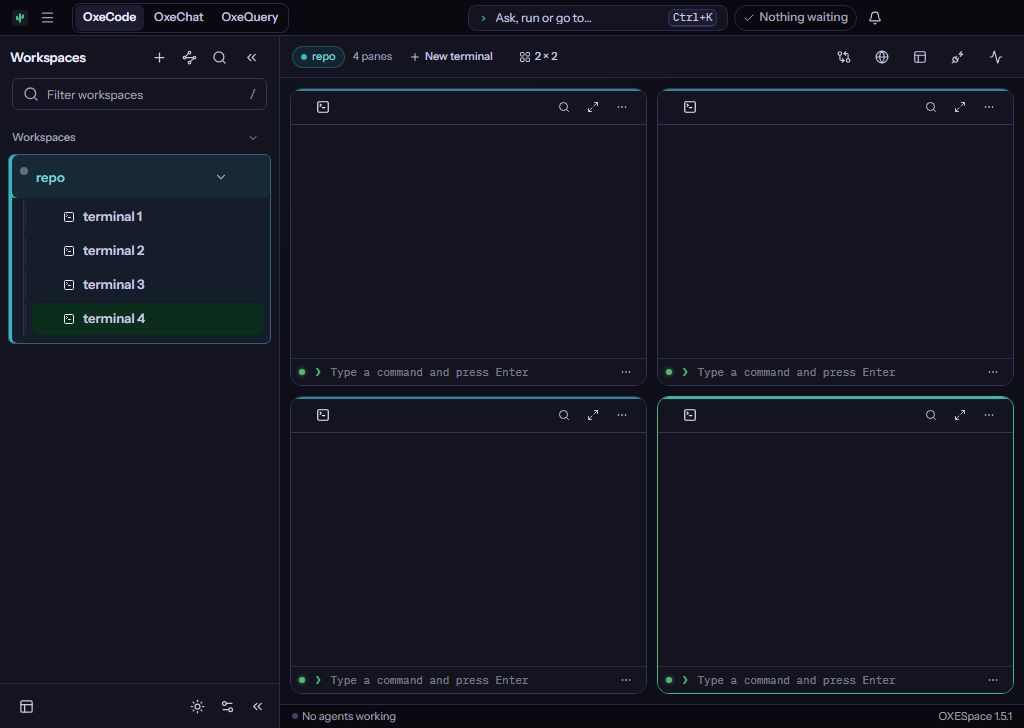 OxeCode OxeChat OxeQuery
Ask, run or go to... Ctrl+K
Nothing waiting
Workspaces
Filter workspaces /
Workspaces
repo
terminal 1
terminal 2
terminal 3
terminal 4
repo 4 panes New terminal 2×2
Type a command and press Enter
Type a command and press Enter
Type a command and press Enter
Type a command and press Enter
No agents working
OXESpace 1.5.1